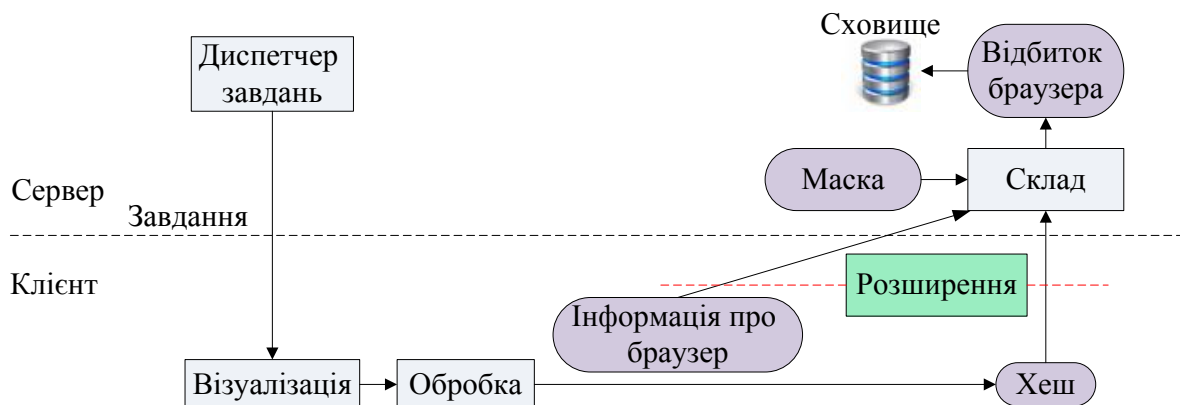 Сховище
Диспетчер
завдань
Відбиток
браузера
Маска
Склад
Сервер
Завдання
Клієнт
Розширення
Інформація про
браузер
Візуалізація
Обробка
Хеш